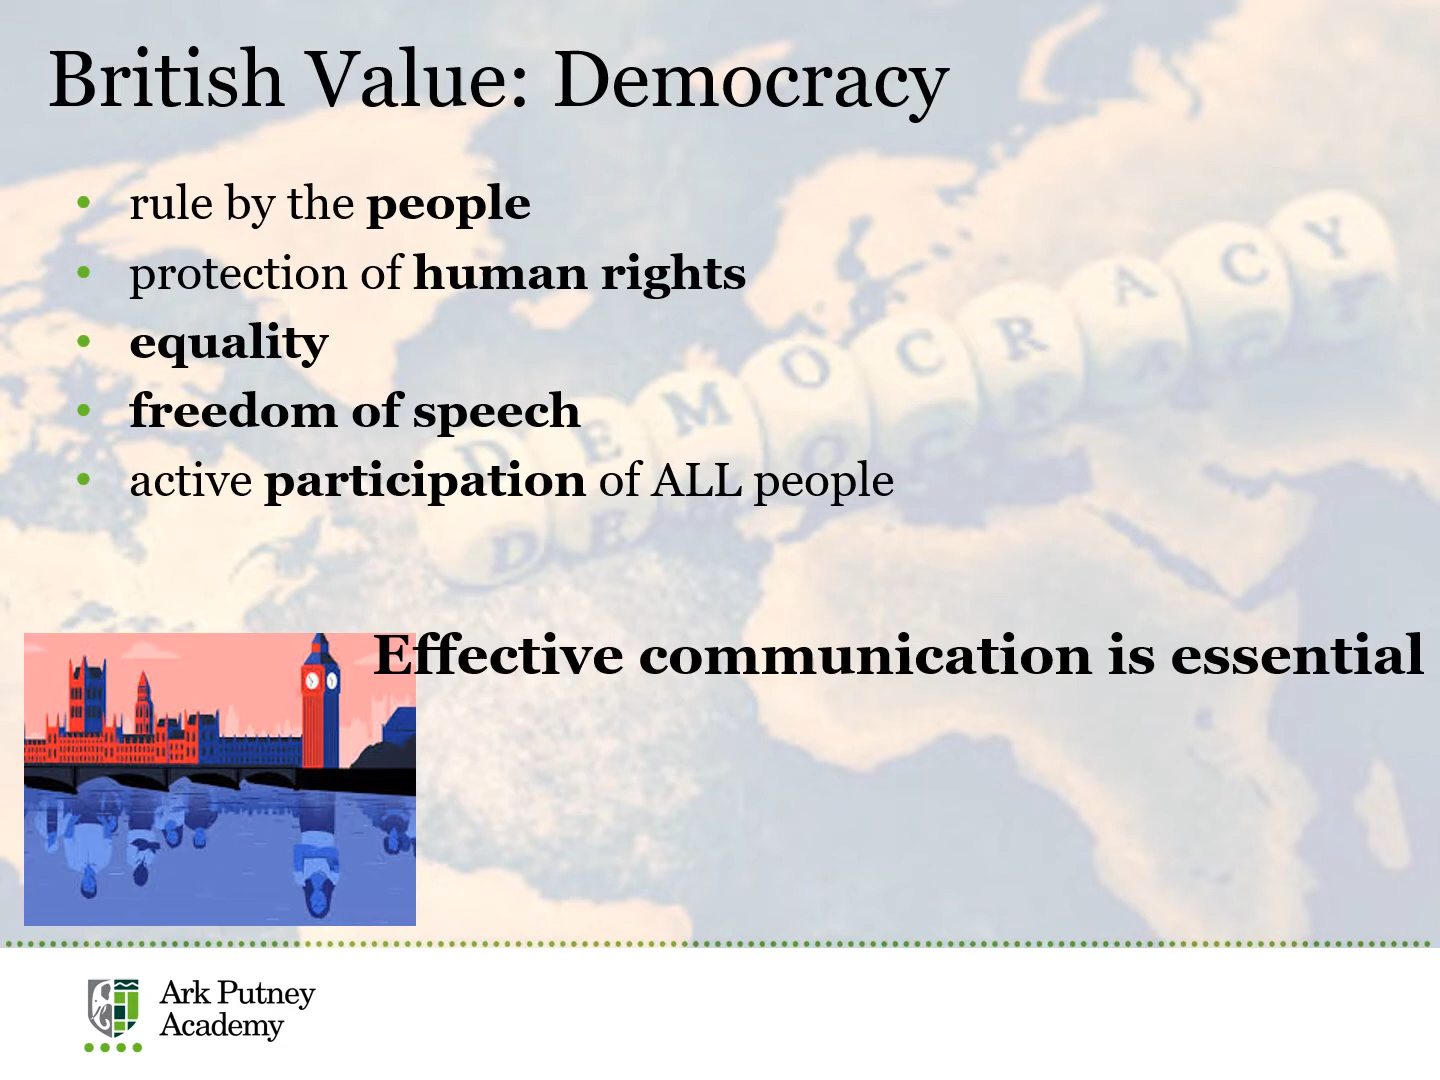 British Value: Democracy
• rule by the people
• protection of human rights
• equality
• freedom of speech
• active participation of ALL people
DEMOCRACY
Effective communication is essential
Ark Putney
Academy